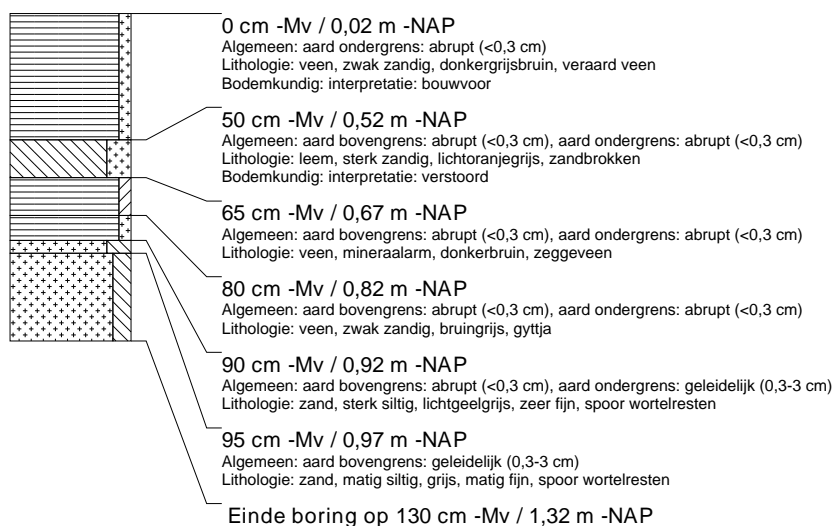 0 cm -Mv / 0,02 m -NAP
Algemeen: aard ondergrens: abrupt (<0,3 cm)
Lithologie: veen, zwak zandig, donkergrijsbruin, veraard veen
Bodemkundig: interpretatie: bouwvoor
50 cm -Mv / 0,52 m -NAP
Algemeen: aard bovengrens: abrupt (<0,3 cm), aard ondergrens: abrupt (<0,3 cm)
Lithologie: leem, sterk zandig, lichtoranjegrijs, zandbrokken
Bodemkundig: interpretatie: verstoord
65 cm -Mv / 0,67 m -NAP
Algemeen: aard bovengrens: abrupt (<0,3 cm), aard ondergrens: abrupt (<0,3 cm)
Lithologie: veen, mineraalarm, donkerbruin, zeggeveen
80 cm -Mv / 0,82 m -NAP
Algemeen: aard bovengrens: abrupt (<0,3 cm), aard ondergrens: abrupt (<0,3 cm)
Lithologie: veen, zwak zandig, bruingrijs, gyttja
90 cm -Mv / 0,92 m -NAP
Algemeen: aard bovengrens: abrupt (<0,3 cm), aard ondergrens: geleidelijk (0,3-3 cm)
Lithologie: zand, sterk siltig, lichtgeelgrijs, zeer fijn, spoor wortelresten
95 cm -Mv / 0,97 m -NAP
Algemeen: aard bovengrens: geleidelijk (0,3-3 cm)
Lithologie: zand, matig siltig, grijs, matig fijn, spoor wortelresten
Einde boring op 130 cm -Mv / 1,32 m -NAP